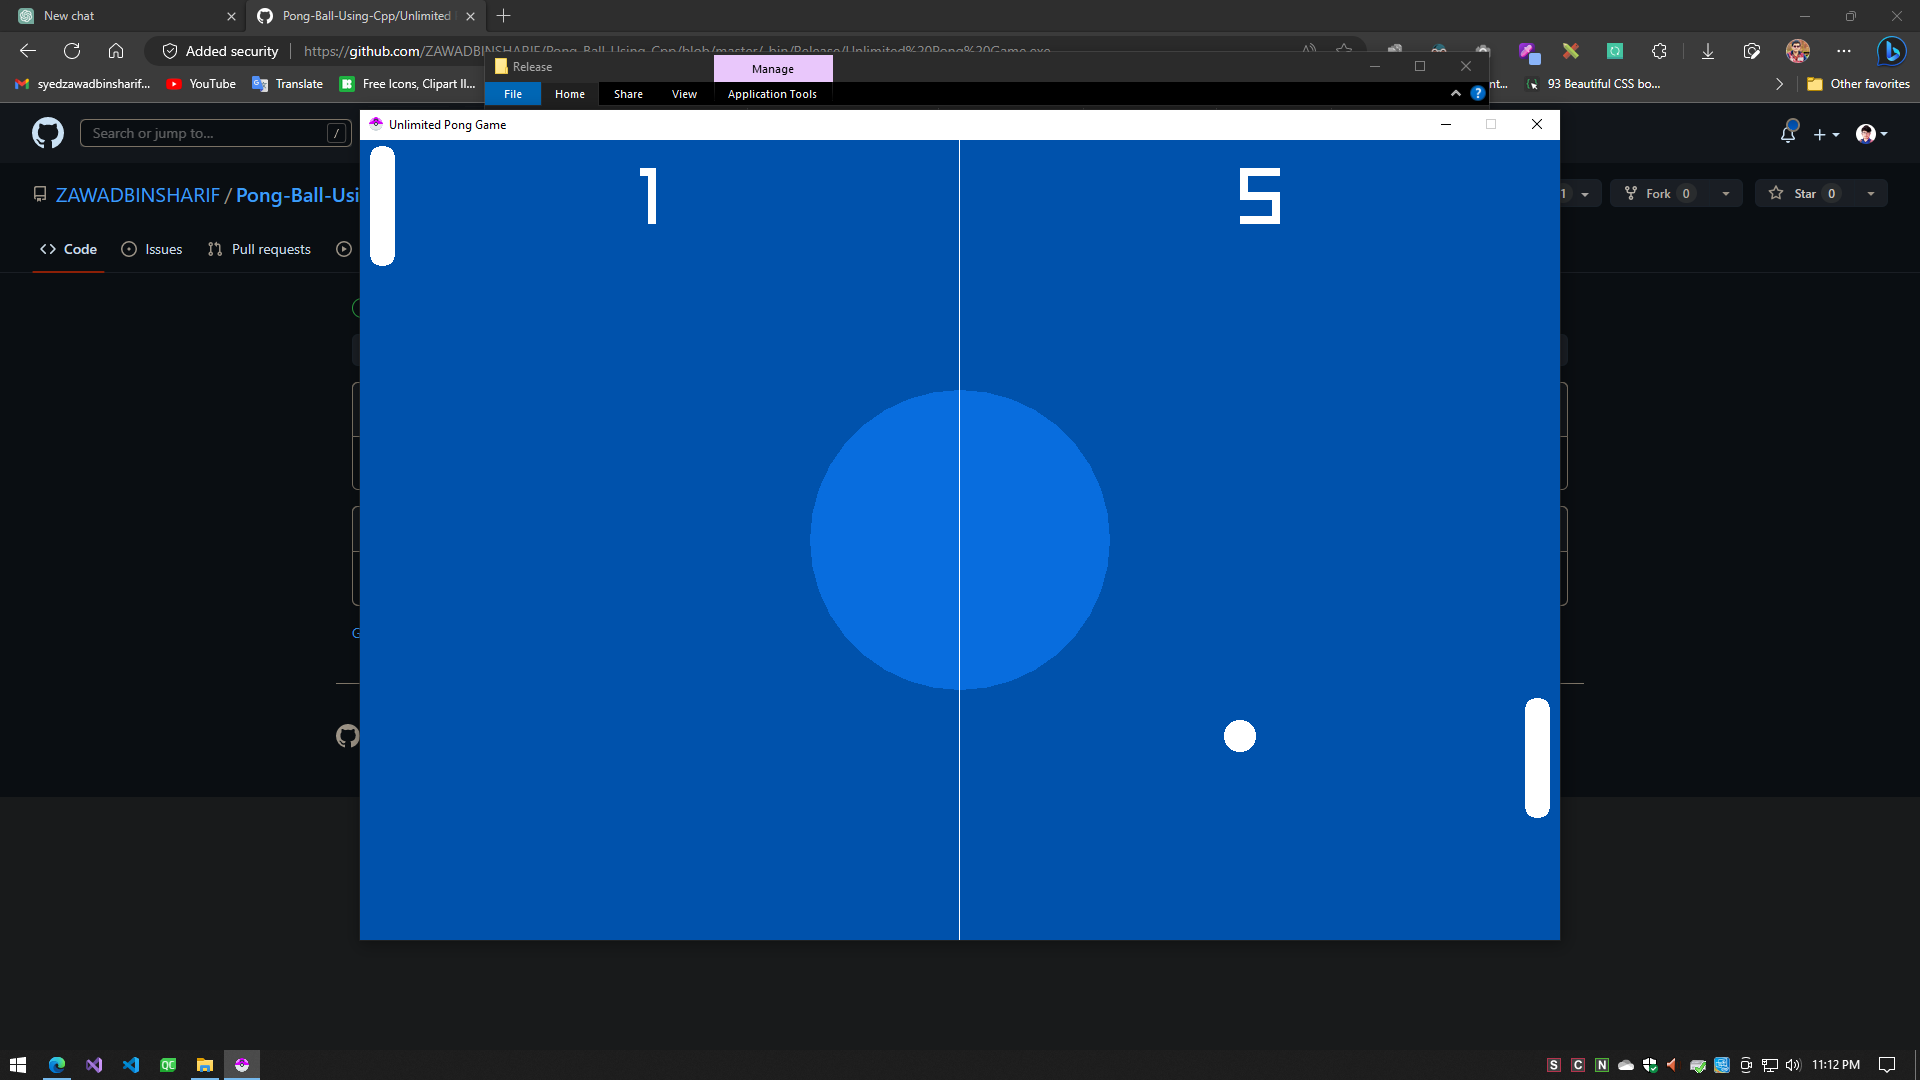 New chat
Pong-Ball-Using-Cpp/Unlimited
Added security
https://github.com/ZAWADBINSHARIF/Pong-Ball-Using-Cpp/blob/master/.bin/Release/Unlimited%20Pong%20Game.exe
syedzawadbinsharif...
YouTube
Translate
Free Icons, Clipart Il...
93 Beautiful CSS bo...
Other favorites
Release
Manage
File
Home
Share
View
Application Tools
Search or jump to...
/
Unlimited Pong Game
ZAWADBINSHARIF / Pong-Ball-Usi
1
Fork 0
Star 0
Code
Issues
Pull requests
1
5
QC
S
C
N
11:12 PM